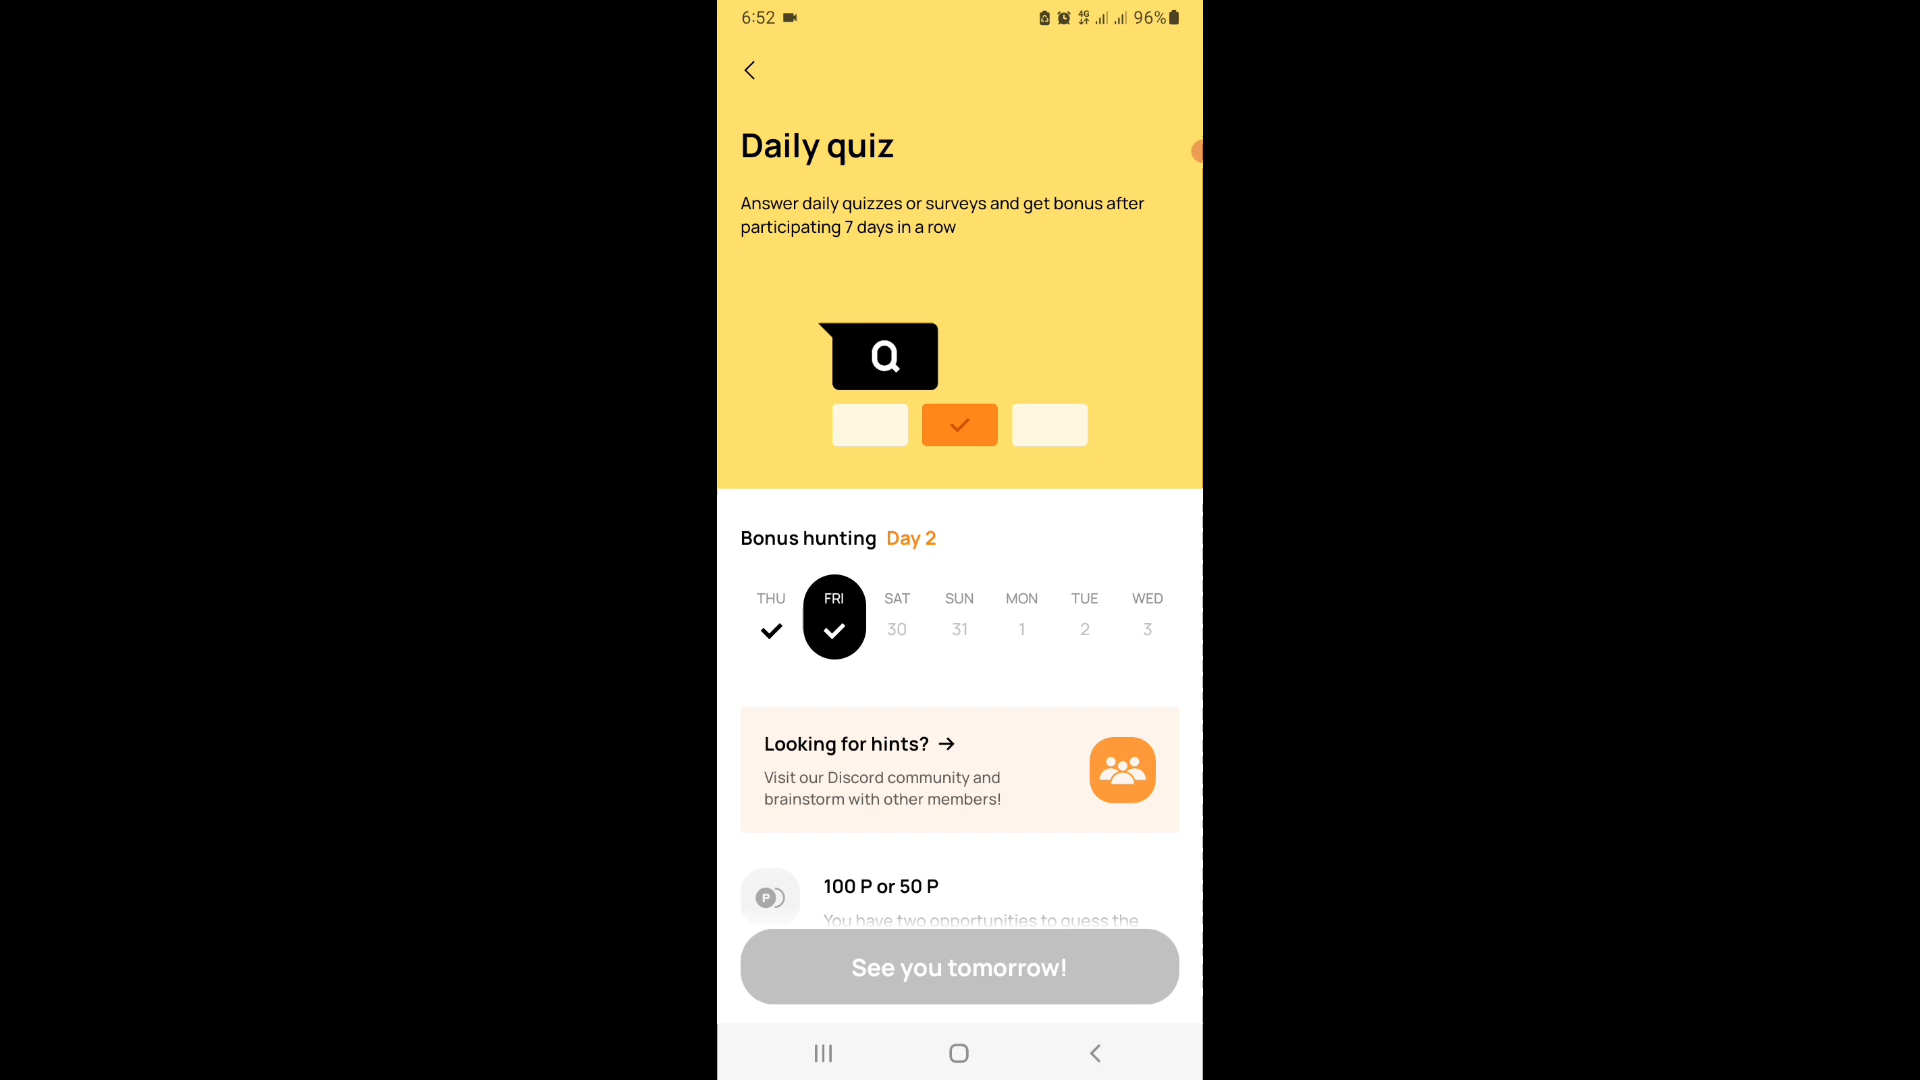 6:52
4G
96%
Daily quiz
Answer daily quizzes or surveys and get bonus after
participating 7 days in a row
Q
Bonus hunting Day 2
THU FRI SAT SUN MON TUE WED
30 31 1 2 3
Looking for hints? →
Visit our Discord community and
brainstorm with other members!
P
100 P or 50 P
You have two opportunities to guess the
See you tomorrow!